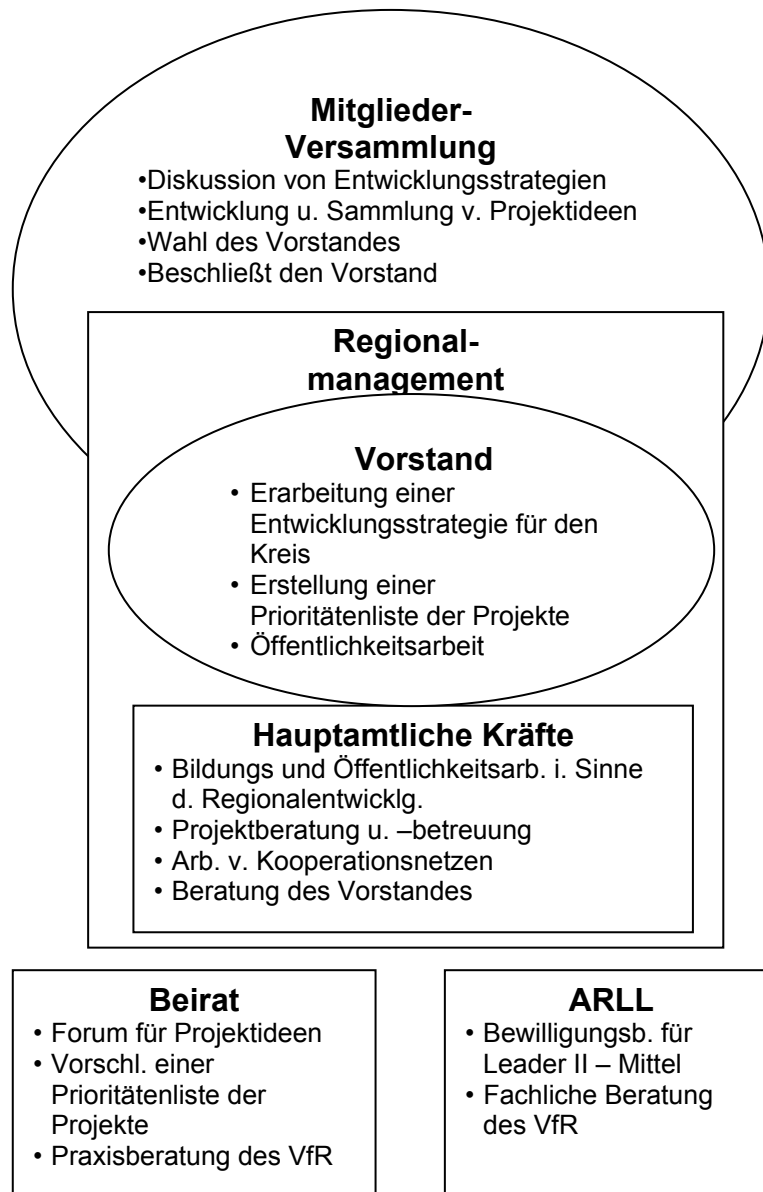 Mitglieder-
Versammlung
•Diskussion von Entwicklungsstrategien
•Entwicklung u. Sammlung v. Projektideen
•Wahl des Vorstandes
•Beschließt den Vorstand
Regional-
management
Vorstand
• Erarbeitung einer
Entwicklungsstrategie für den
Kreis
• Erstellung einer
Prioritätenliste der Projekte
• Öffentlichkeitsarbeit
Hauptamtliche Kräfte
• Bildungs und Öffentlichkeitsarb. i. Sinne
d. Regionalentwicklg.
• Projektberatung u. –betreuung
• Arb. v. Kooperationsnetzen
• Beratung des Vorstandes
Beirat
• Forum für Projektideen
• Vorschl. einer
Prioritätenliste der
Projekte
• Praxisberatung des VfR
ARLL
• Bewilligungsb. für
Leader II – Mittel
• Fachliche Beratung
des VfR